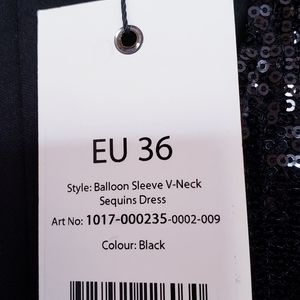 EU 36
Style: Balloon Sleeve V-Neck
Sequins Dress
Art No: 1017-000235-0002-009
Colour: Black